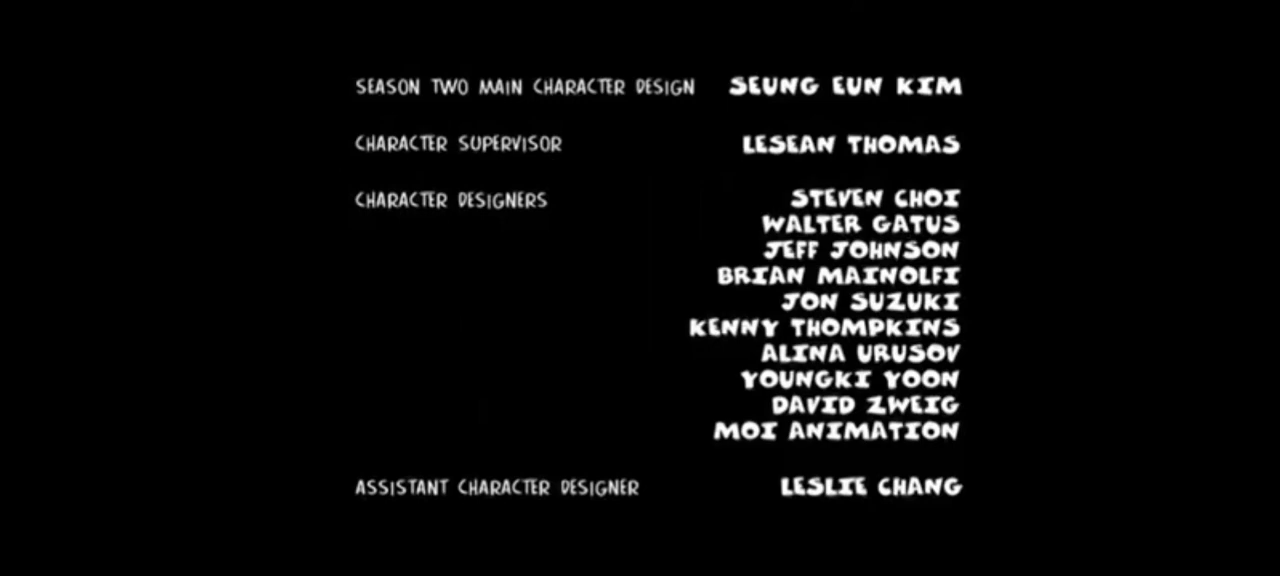 SEASON TWO MAIN CHARACTER DESIGN SEUNG EUN KIM
CHARACTER SUPERVISOR LESEAN THOMAS
CHARACTER DESIGNERS STEVEN CHOI
WALTER GATUS
JEFF JOHNSON
BRIAN MAINOLFI
JON SUZUKI
KENNY THOMPKINS
ALINA URUSOV
YOUNGKI YOON
DAVID ZWEIG
MOI ANIMATION
ASSISTANT CHARACTER DESIGNER LESLIE CHANG